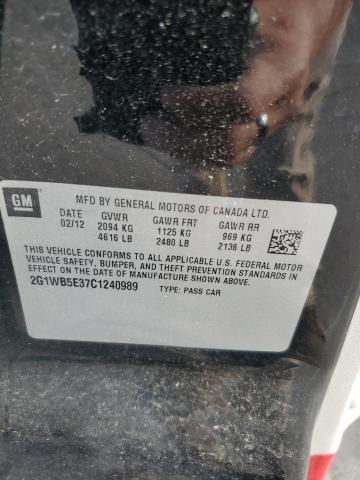 GM
MFD BY GENERAL MOTORS OF CANADA LTD.
DATE GVWR GAWR FRT GAWR RR
02/12 2094 KG 1125 KG 969 KG
4616 LB 2480 LB 2136 LB
THIS VEHICLE CONFORMS TO ALL APPLICABLE U.S. FEDERAL MOTOR
VEHICLE SAFETY, BUMPER, AND THEFT PREVENTION STANDARDS IN
EFFECT ON THE DATE OF MANUFACTURE SHOWN ABOVE.
2G1WB5E37C1240989 TYPE: PASS CAR